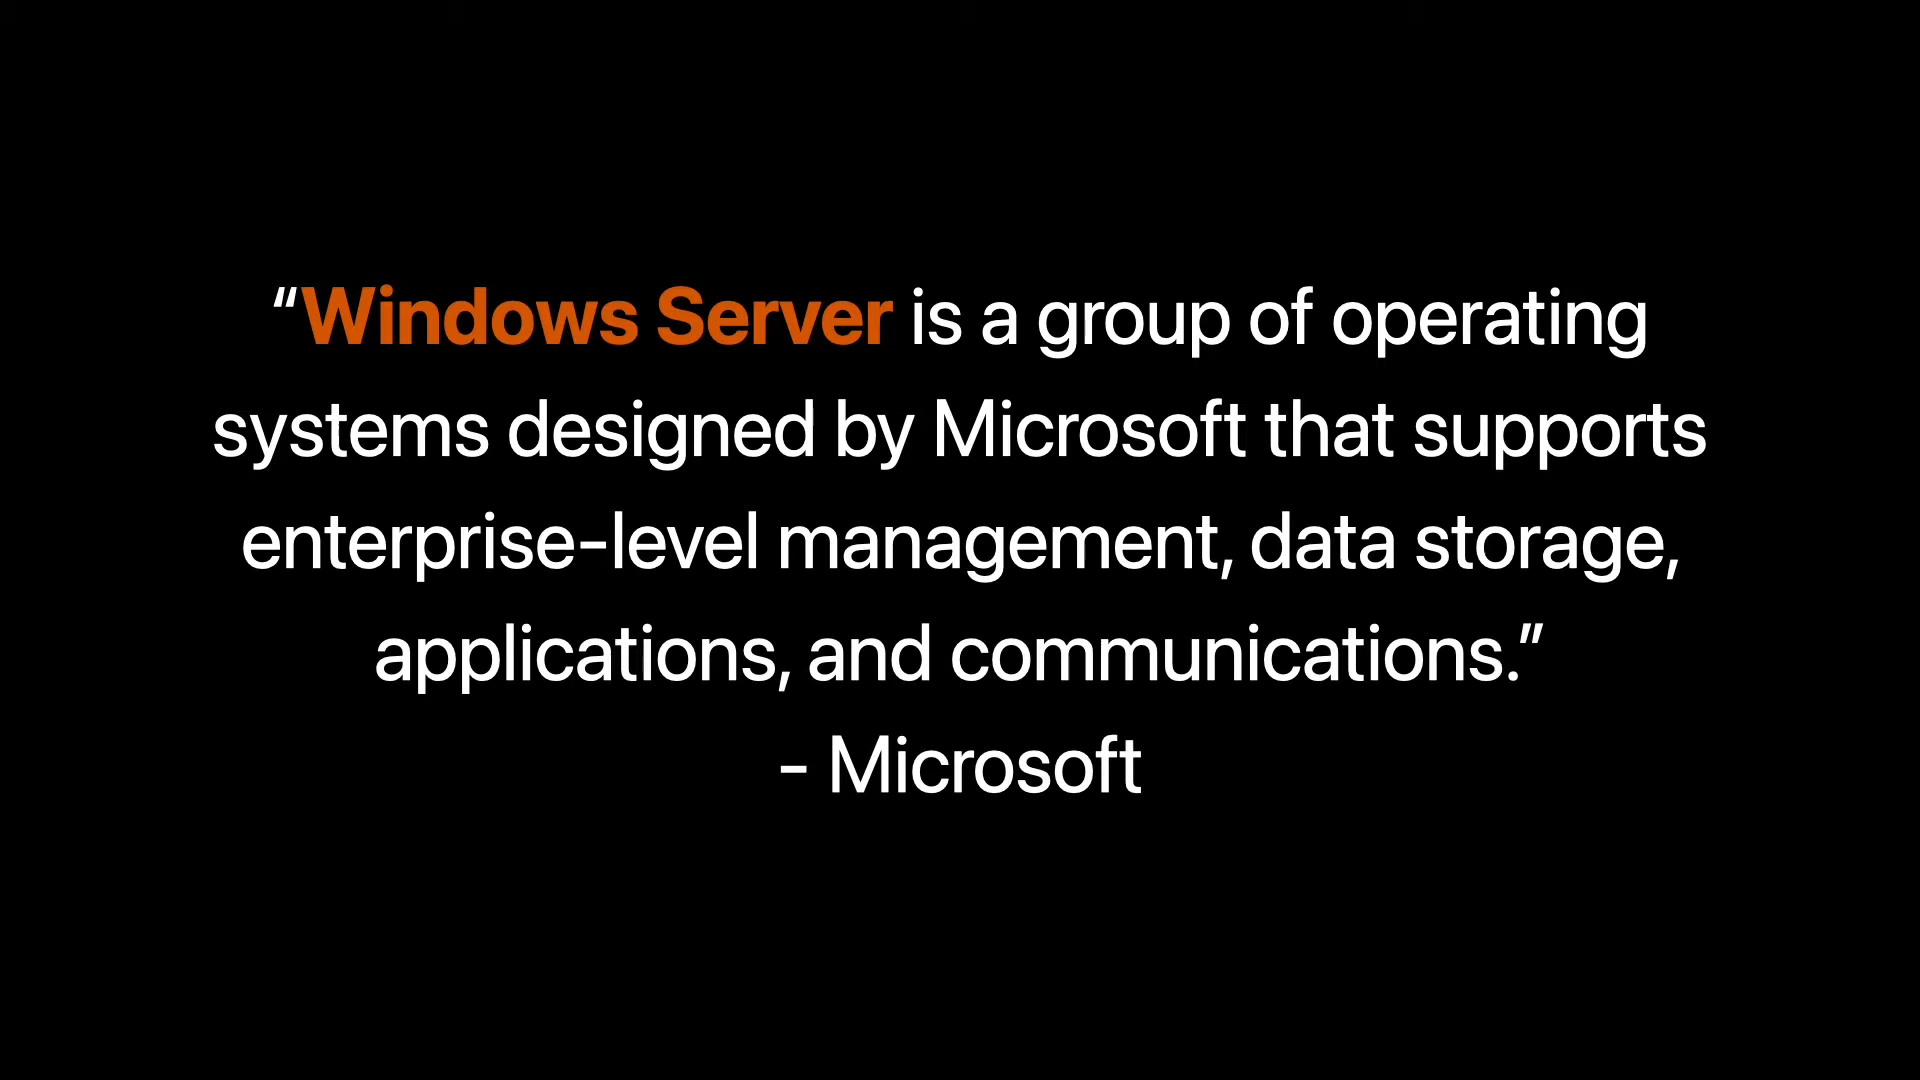 “Windows Server is a group of operating
systems designed by Microsoft that supports
enterprise-level management, data storage,
applications, and communications.”
- Microsoft